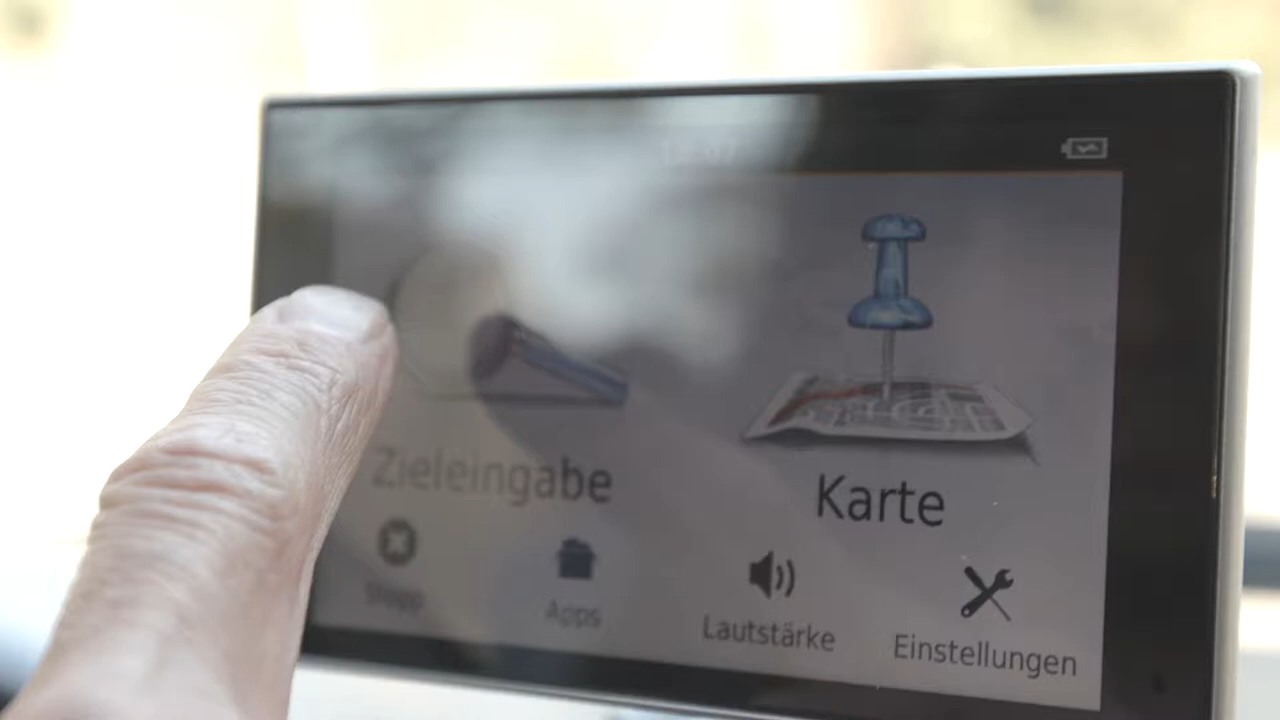 Zieleingabe
Karte
Stopp
Apps
Lautstärke
Einstellungen